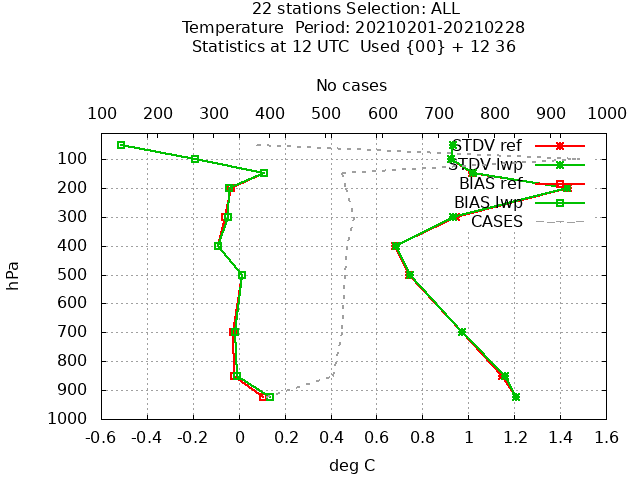 22 stations Selection: ALL
Temperature  Period: 20210201-20210228
Statistics at 12 UTC  Used {00} + 12 36
No cases
100 200 300 400 500 600 700 800 900 1000
STDV ref
STDV lwp
BIAS ref
BIAS lwp
CASES
100
200
300
400
500
600
700
800
900
1000
hPa
-0.6 -0.4 -0.2 0 0.2 0.4 0.6 0.8 1 1.2 1.4 1.6
deg C